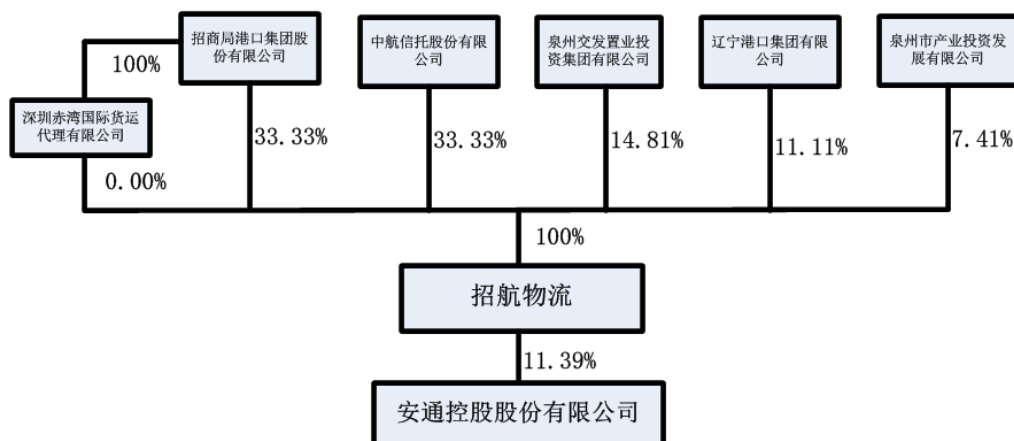 招商局港口集团股
份有限公司
中航信托股份有限
公司
泉州交发置业投
资集团有限公司
辽宁港口集团有限
公司
泉州市产业投资发
展有限公司
100%
深圳赤湾国际货运
代理有限公司
33.33%
33.33%
14.81%
11.11%
7.41%
0.00%
100%
招航物流
11.39%
安通控股股份有限公司